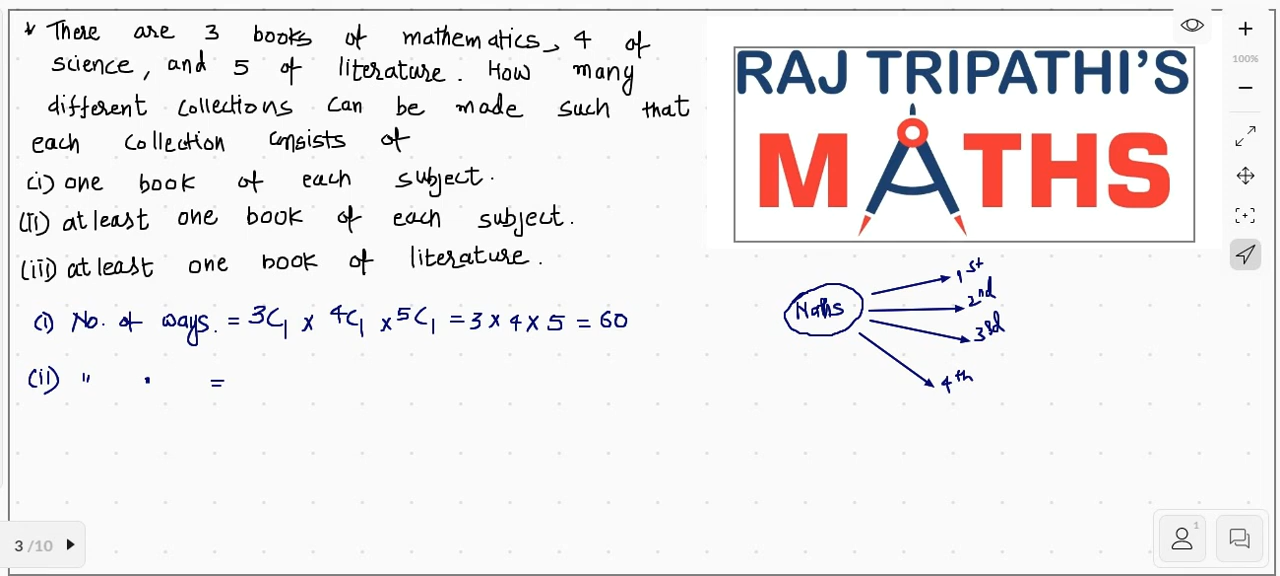 * There are 3 books of mathematics, 4 of
science, and 5 of literature. How many
different collections can be made such that
each collection consists of
(i) one book of each subject.
(ii) atleast one book of each subject.
(iii) atleast one book of literature.
(i) No. of ways. = 3C1 x 4C1 x 5C1 = 3 x 4 x 5 = 60
(ii) " " =
RAJ TRIPATHI'S
MATHS
Maths
1st
2nd
3rd
4th
100%
3/10
1